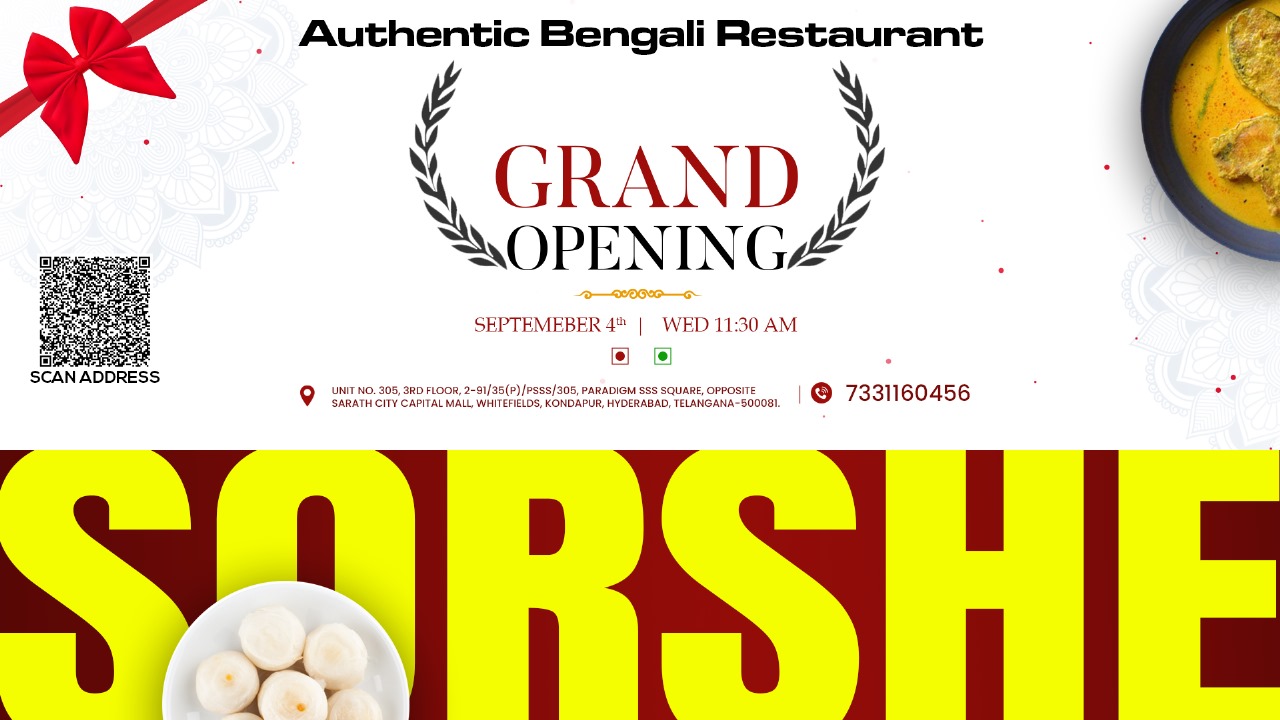 Authentic Bengali Restaurant
GRAND
OPENING
SEPTEMEBER 4th | WED 11:30 AM
SCAN ADDRESS
UNIT NO. 305, 3RD FLOOR, 2-91/35(P)/PSSS/305, PARADIGM SSS SQUARE, OPPOSITE
SARATH CITY CAPITAL MALL, WHITEFIELDS, KONDAPUR, HYDERABAD, TELANGANA-500081.
7331160456
SORSHE